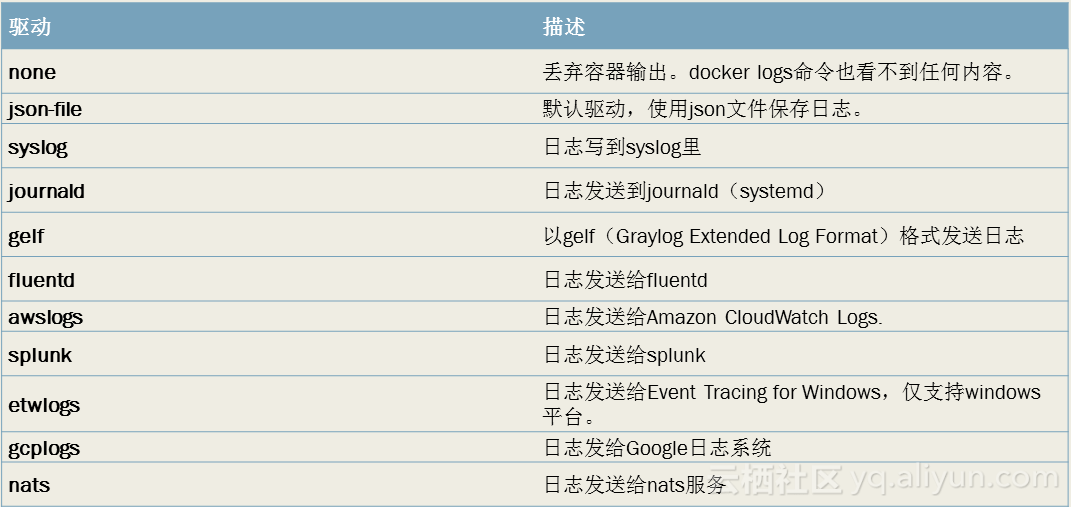 驱动 描述
none 丢弃容器输出。docker logs命令也看不到任何内容。
json-file 默认驱动，使用json文件保存日志。
syslog 日志写到syslog里
journald 日志发送到journald（systemd）
gelf 以gelf（Graylog Extended Log Format）格式发送日志
fluentd 日志发送给fluentd
awslogs 日志发送给Amazon CloudWatch Logs.
splunk 日志发送给splunk
etwlogs 日志发送给Event Tracing for Windows，仅支持windows
平台。
gcplogs 日志发给Google日志系统
nats 日志发送给nats服务
云栖社区 yq.aliyun.com